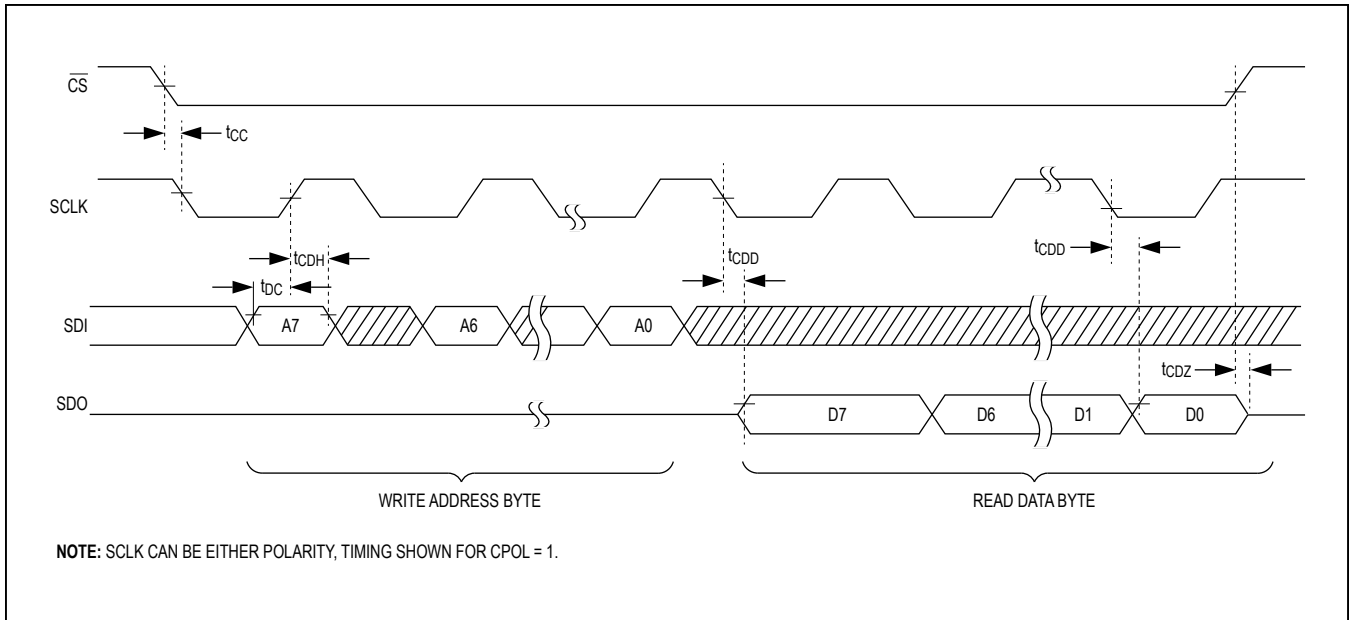 CS
tCC
SCLK
tCDH
tCDD
tCDD
tDC
SDI
A7
A6
A0
tCDZ
SDO
D7
D6
D1
D0
WRITE ADDRESS BYTE
READ DATA BYTE
NOTE: SCLK CAN BE EITHER POLARITY, TIMING SHOWN FOR CPOL = 1.